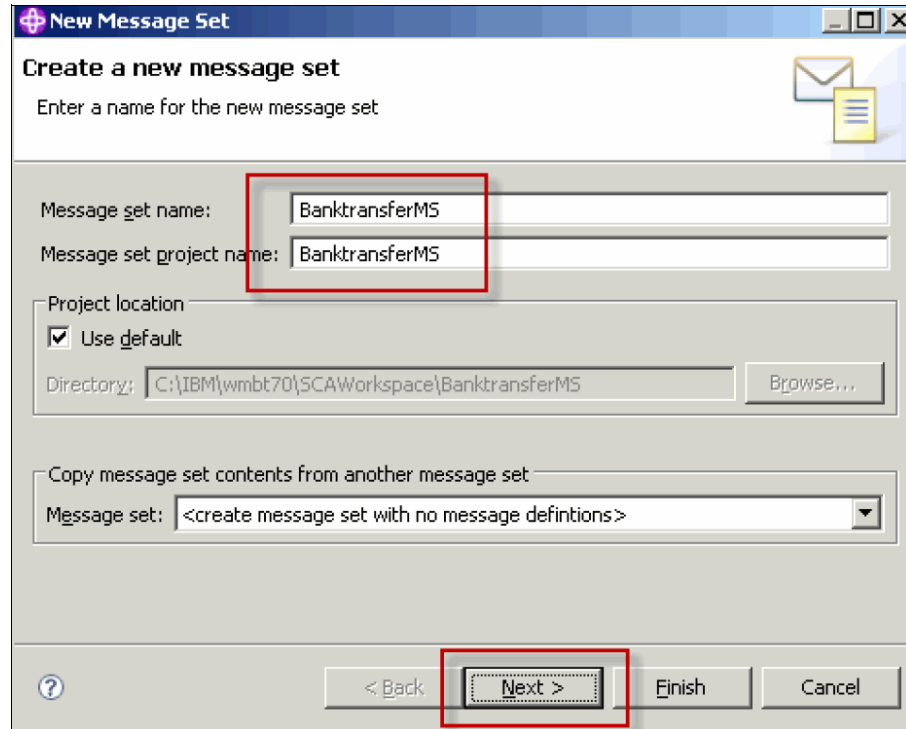 New Message Set
Create a new message set
Enter a name for the new message set
Message set name: BanktransferMS
Message set project name: BanktransferMS
Project location
Use default
Directory: C:\IBM\wmbt70\SCAWorkspace\BanktransferMS Browse...
Copy message set contents from another message set
Message set: <create message set with no message defintions>
< Back Next > Finish Cancel